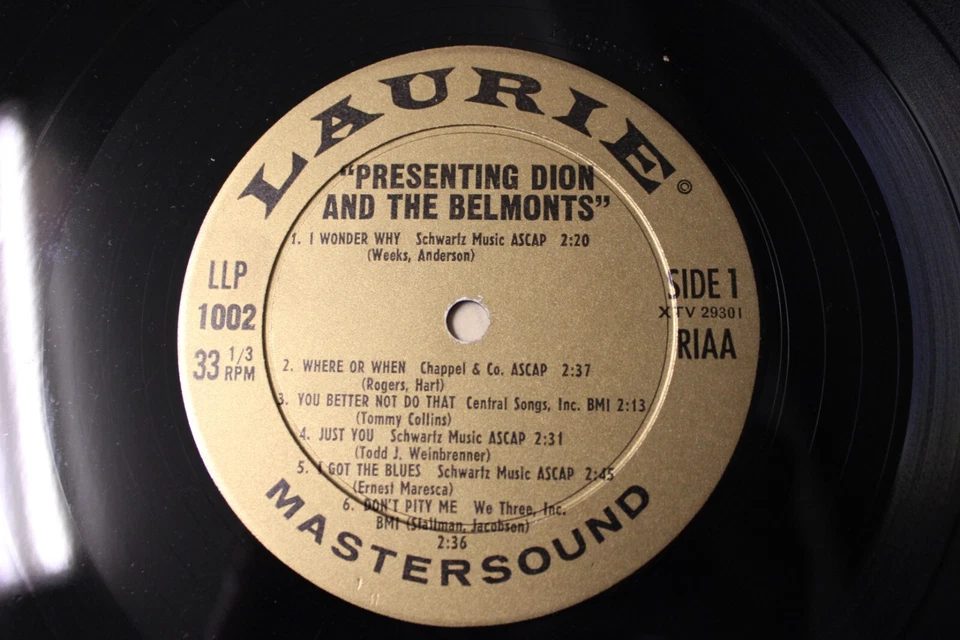 LAURIE ©
"PRESENTING DION
AND THE BELMONTS"
1. I WONDER WHY Schwartz Music ASCAP 2:20
(Weeks, Anderson)
LLP
1002
33 1/3
RPM
SIDE 1
XTV 29301
RIAA
2. WHERE OR WHEN Chappel & Co. ASCAP 2:37
(Rogers, Hart)
3. YOU BETTER NOT DO THAT Central Songs, Inc. BMI 2:13
(Tommy Collins)
4. JUST YOU Schwartz Music ASCAP 2:31
(Todd J. Weinbrenner)
5. I GOT THE BLUES Schwartz Music ASCAP 2:45
(Ernest Maresca)
6. DON'T PITY ME We Three, Inc.
BMI (Stallman, Jacobson)
2:36
MASTERSOUND